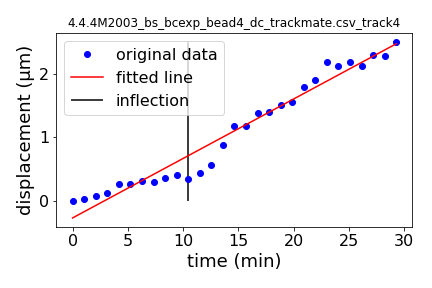 4.4.4M2003_bs_bcexp_bead4_dc_trackmate.csv_track4
original data
fitted line
inflection
displacement (μm)
2
1
0
0 5 10 15 20 25 30
time (min)